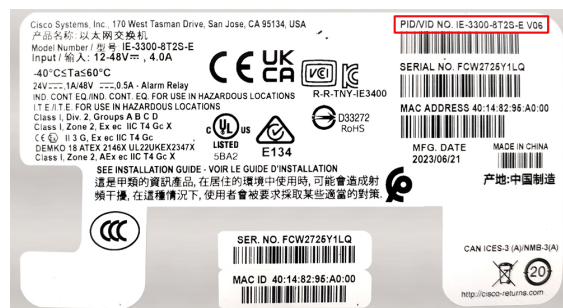 Cisco Systems, Inc., 170 West Tasman Drive, San Jose, CA 95134, USA
产品名称: 以太网交换机
Model Number / 型号 IE-3300-8T2S-E
Input / 输入: 12-48V⎓, 4.0A
-40°C≤Ta≤60°C
24V⎓,1A/48V ⎓,0.5A - Alarm Relay
IND. CONT EQ./IND. CONT. EQ. FOR USE IN HAZARDOUS LOCATIONS
I.T.E /I.T.E. FOR USE IN HAZARDOUS LOCATIONS
Class I, Div. 2, Groups A B C D
Class I, Zone 2, Ex ec IIC T4 Gc X
II 3 G, Ex ec IIC T4 Gc
DEMKO 18 ATEX 2146X UL22UKEX2347X
Class I, Zone 2, AEx ec IIC T4 Gc X
CE
UK
CA
VCI
R-R-TNY-IE3400
c UL us
LISTED
5BA2
E134
D33272
RoHS
PID/VID NO. IE-3300-8T2S-E V06
SERIAL NO. FCW2725Y1LQ
MAC ADDRESS 40:14:82:95:A0:00
MFG. DATE
2023/06/21
MADE IN CHINA
产地:中国制造
SEE INSTALLATION GUIDE - VOIR LE GUIDE D'INSTALLATION
這是甲類的資訊產品, 在居住的環境中使用時, 可能會造成射
頻干擾, 在這種情況下, 使用者會被要求採取某些適當的對策.
CCC
SER. NO. FCW2725Y1LQ
MAC ID 40:14:82:95:A0:00
CAN ICES-3 (A)/NMB-3(A)
20
http://cisco-returns.com